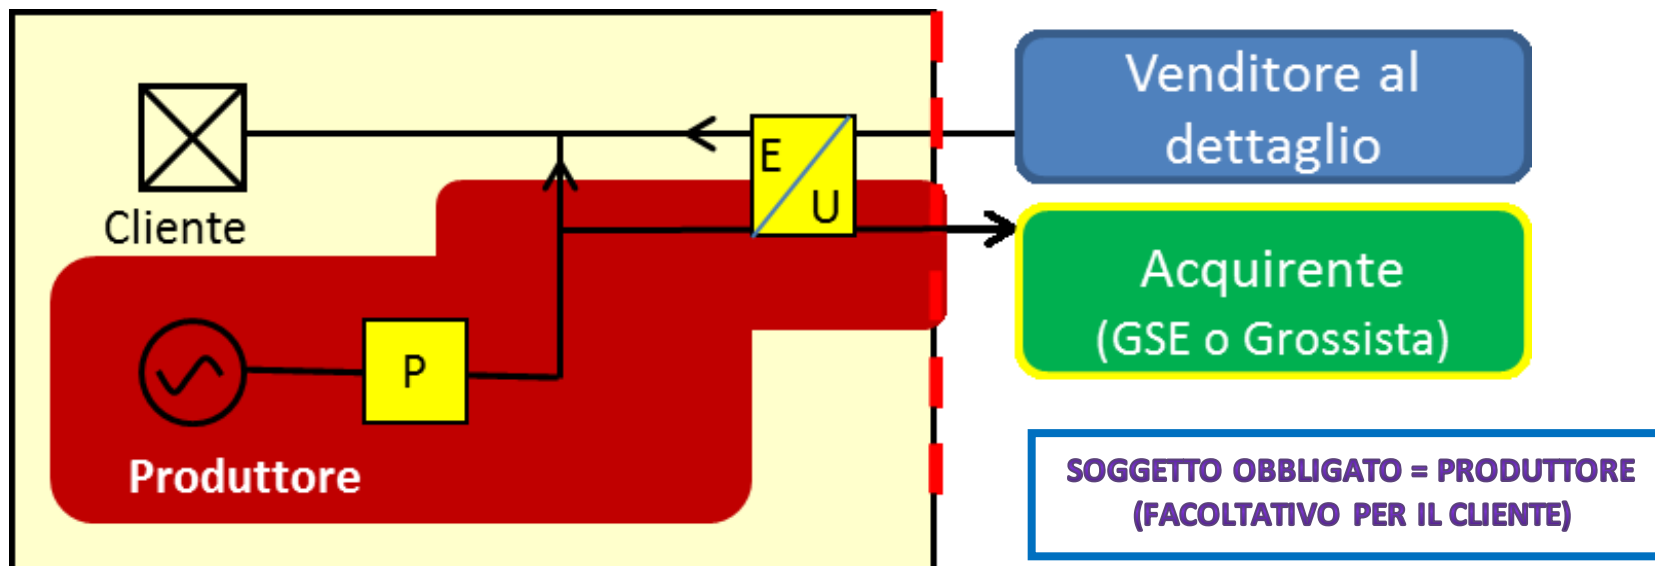 Venditore al
dettaglio
E
U
Cliente
Acquirente
(GSE o Grossista)
P
Produttore
SOGGETTO OBBLIGATO = PRODUTTORE
(FACOLTATIVO PER IL CLIENTE)